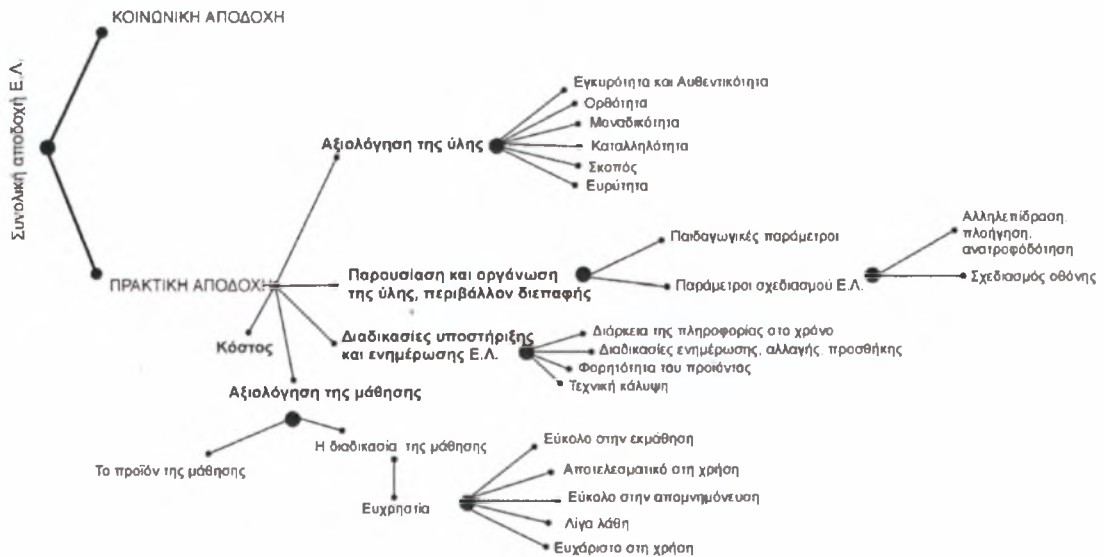 ΚΟΙΝΩΝΙΚΗ ΑΠΟΔΟΧΗ
Συνολική αποδοχή Ε.Λ.
Εγκυρότητα και Αυθεντικότητα
Ορθότητα
Μοναδικότητα
Αξιολόγηση της ύλης
Καταλληλότητα
Σκοπός
Ευρύτητα
Αλληλεπίδραση,
πλοήγηση,
ανατροφόδότηση
Παιδαγωγικές παράμετροι
ΠΡΑΚΤΙΚΗ ΑΠΟΔΟΧΗ
Παρουσίαση και οργάνωση
της ύλης, περιβάλλον διεπαφής
Παράμετροι σχεδιασμού Ε.Λ.
Σχεδιασμός οθόνης
Κόστος
Διαδικασίες υποστήριξης
και ενημέρωσης Ε.Λ.
Διάρκεια της πληροφορίας στο χρόνο
Διαδικασίες ενημέρωσης, αλλαγής, προσθήκης
Φορητότητα του προϊόντος
Τεχνική κάλυψη
Αξιολόγηση της μάθησης
Το προϊόν της μάθησης
Η διαδικασία της μάθησης
Ευχρηστία
Εύκολο στην εκμάθηση
Αποτελεσματικό στη χρήση
Εύκολο στην απομνημόνευση
Λίγα λάθη
Ευχάριστο στη χρήση